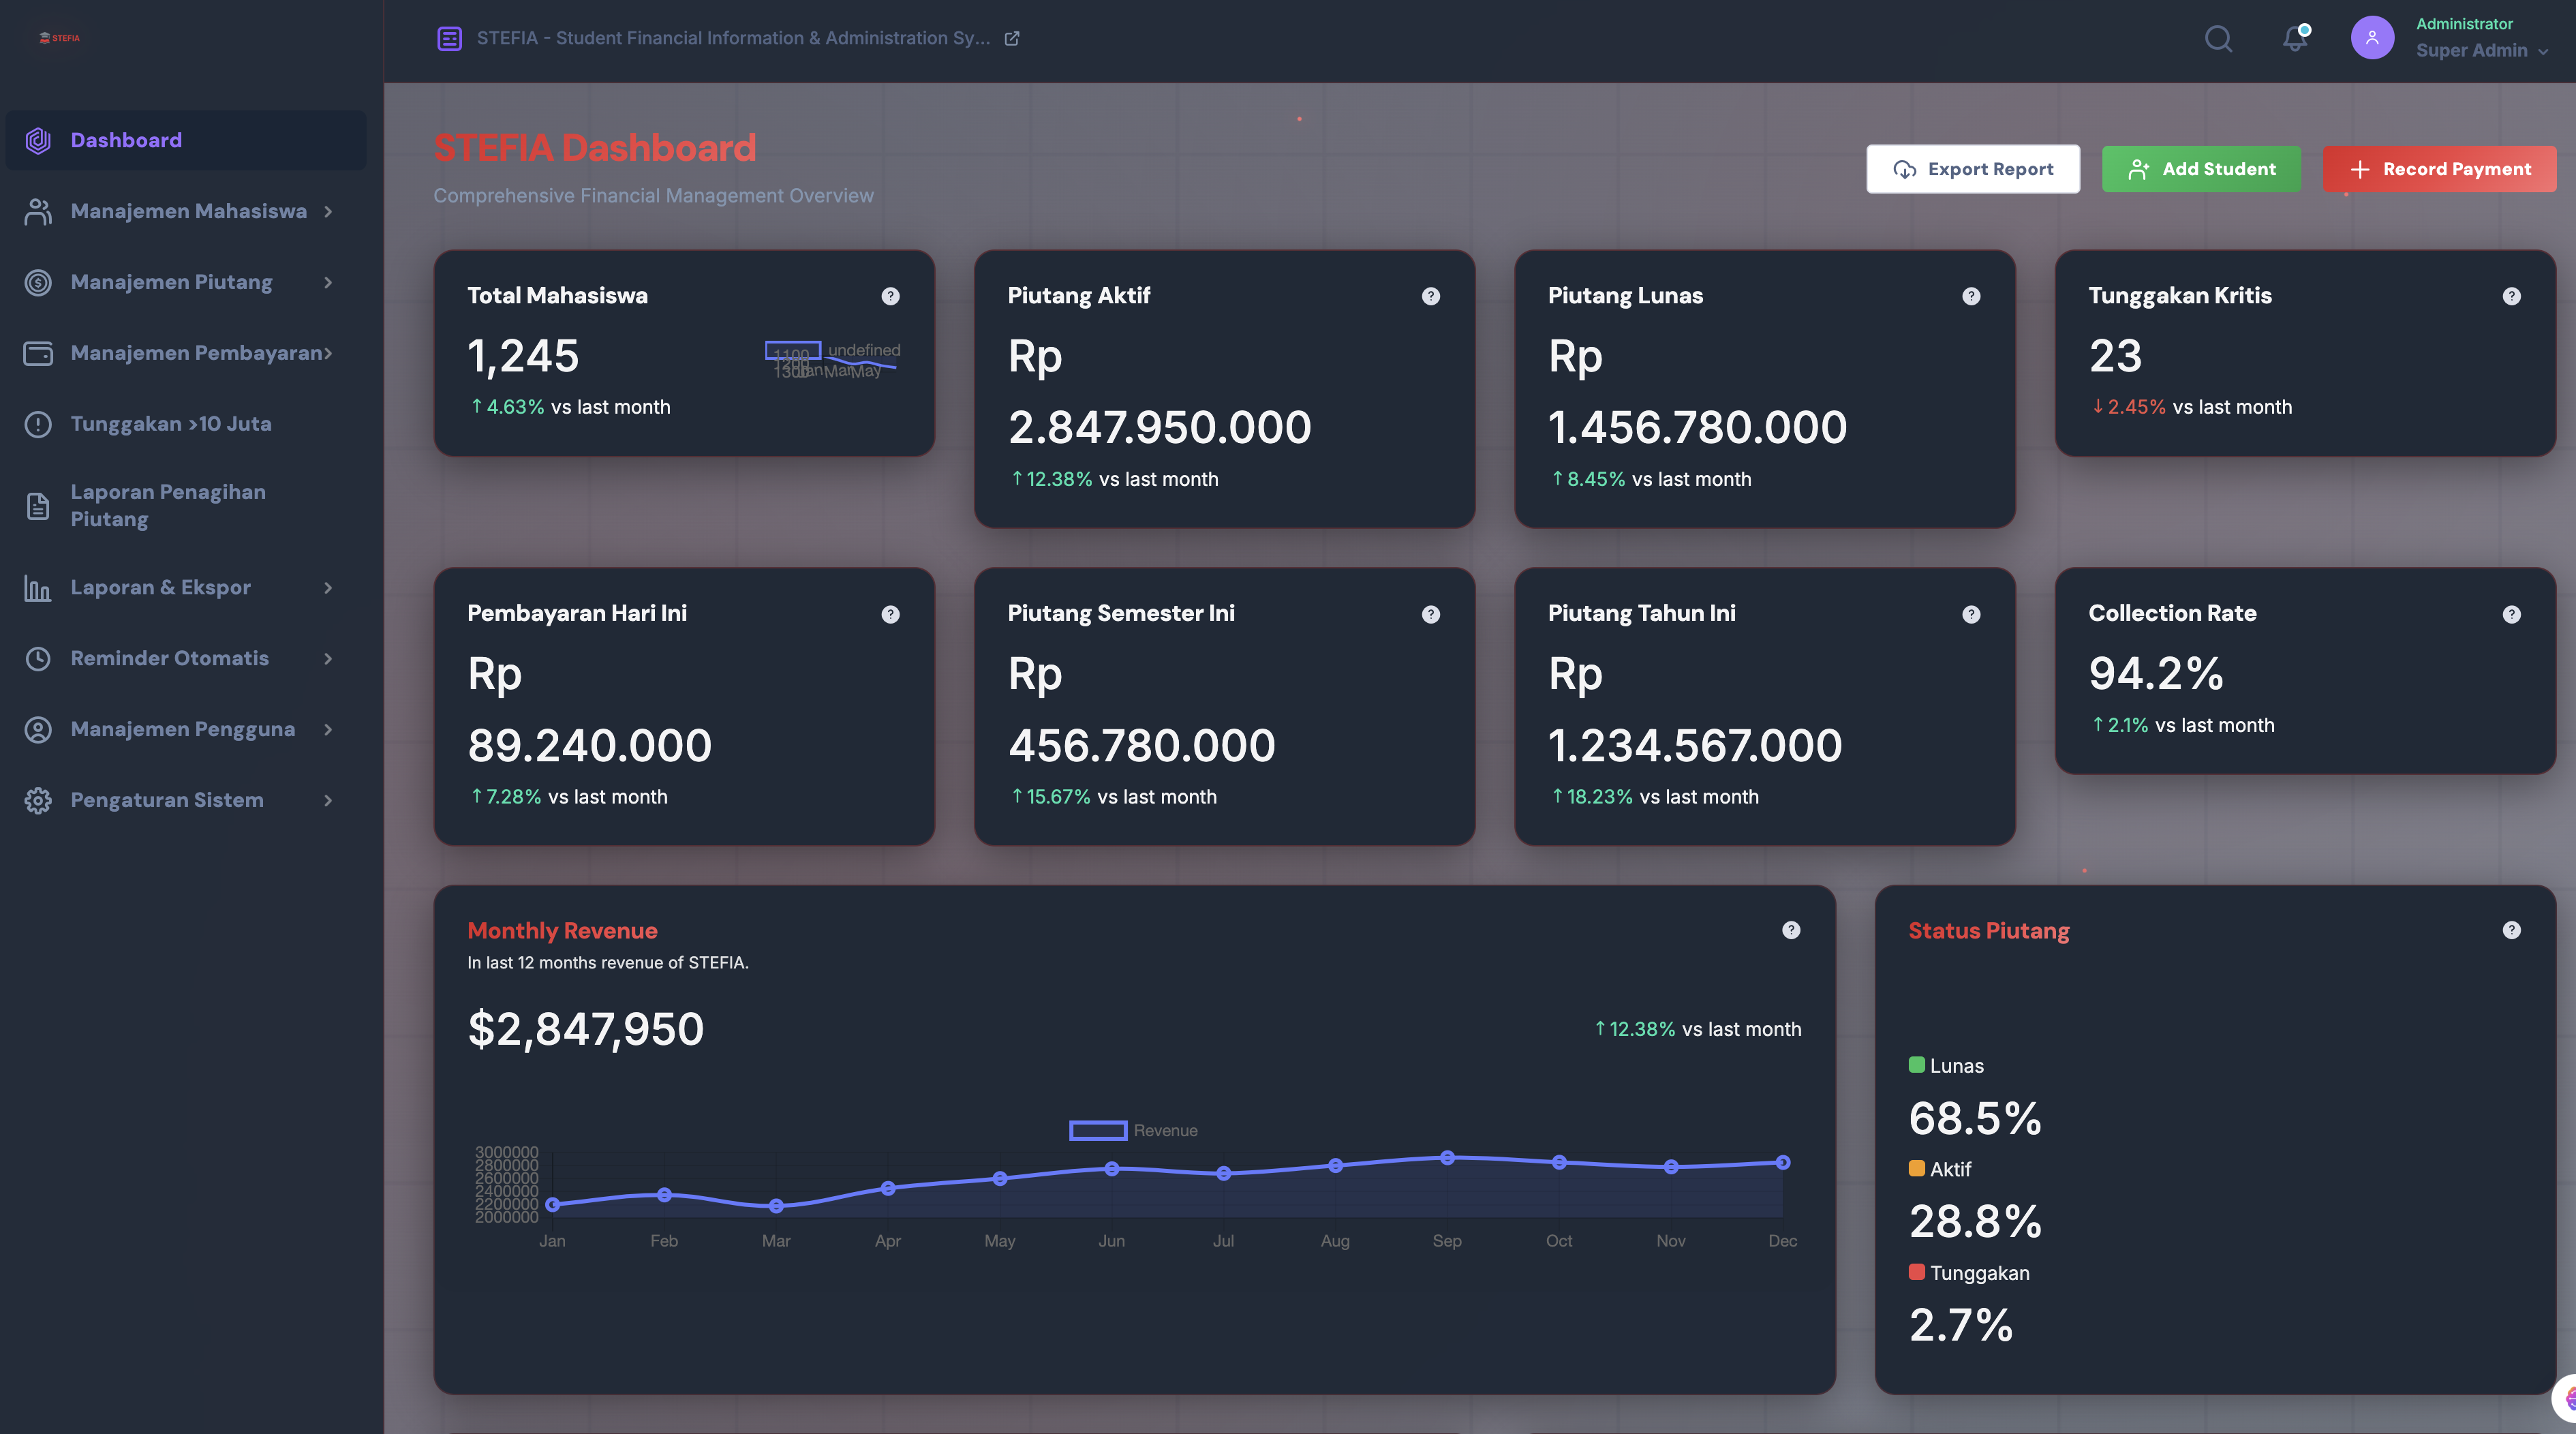 STEFIA
STEFIA - Student Financial Information & Administration Sy...
Administrator
Super Admin
Dashboard
Manajemen Mahasiswa
Manajemen Piutang
Manajemen Pembayaran
Tunggakan >10 Juta
Laporan Penagihan
Piutang
Laporan & Ekspor
Reminder Otomatis
Manajemen Pengguna
Pengaturan Sistem
STEFIA Dashboard
Comprehensive Financial Management Overview
Export Report
Add Student
Record Payment
Total Mahasiswa
1,245
↑ 4.63% vs last month
undefined
1100
1200
1300
Jan Mar May
Piutang Aktif
Rp
2.847.950.000
↑ 12.38% vs last month
Piutang Lunas
Rp
1.456.780.000
↑ 8.45% vs last month
Tunggakan Kritis
23
↓ 2.45% vs last month
Pembayaran Hari Ini
Rp
89.240.000
↑ 7.28% vs last month
Piutang Semester Ini
Rp
456.780.000
↑ 15.67% vs last month
Piutang Tahun Ini
Rp
1.234.567.000
↑ 18.23% vs last month
Collection Rate
94.2%
↑ 2.1% vs last month
Monthly Revenue
In last 12 months revenue of STEFIA.
$2,847,950
↑ 12.38% vs last month
Revenue
3000000
2800000
2600000
2400000
2200000
2000000
Jan Feb Mar Apr May Jun Jul Aug Sep Oct Nov Dec
Status Piutang
Lunas
68.5%
Aktif
28.8%
Tunggakan
2.7%